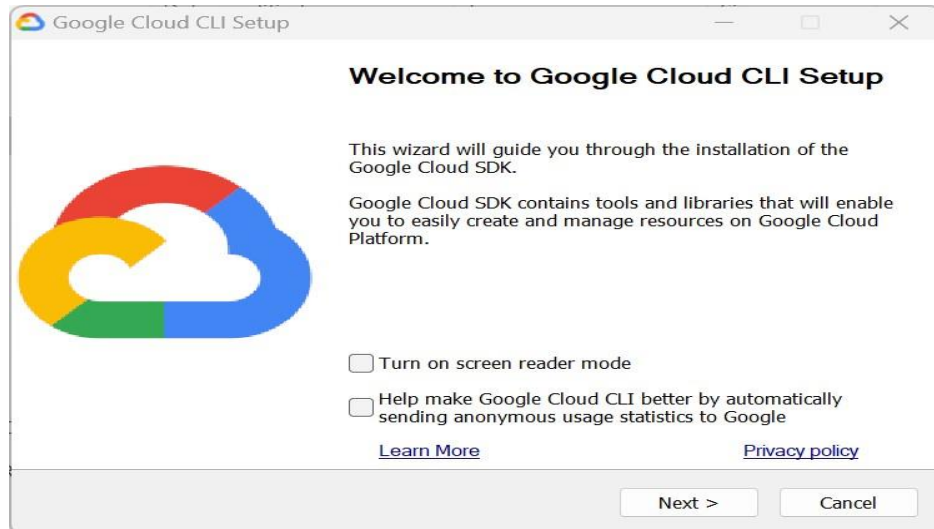 Google Cloud CLI Setup
Welcome to Google Cloud CLI Setup
This wizard will guide you through the installation of the
Google Cloud SDK.
Google Cloud SDK contains tools and libraries that will enable
you to easily create and manage resources on Google Cloud
Platform.
Turn on screen reader mode
Help make Google Cloud CLI better by automatically
sending anonymous usage statistics to Google
Learn More Privacy policy
Next > Cancel